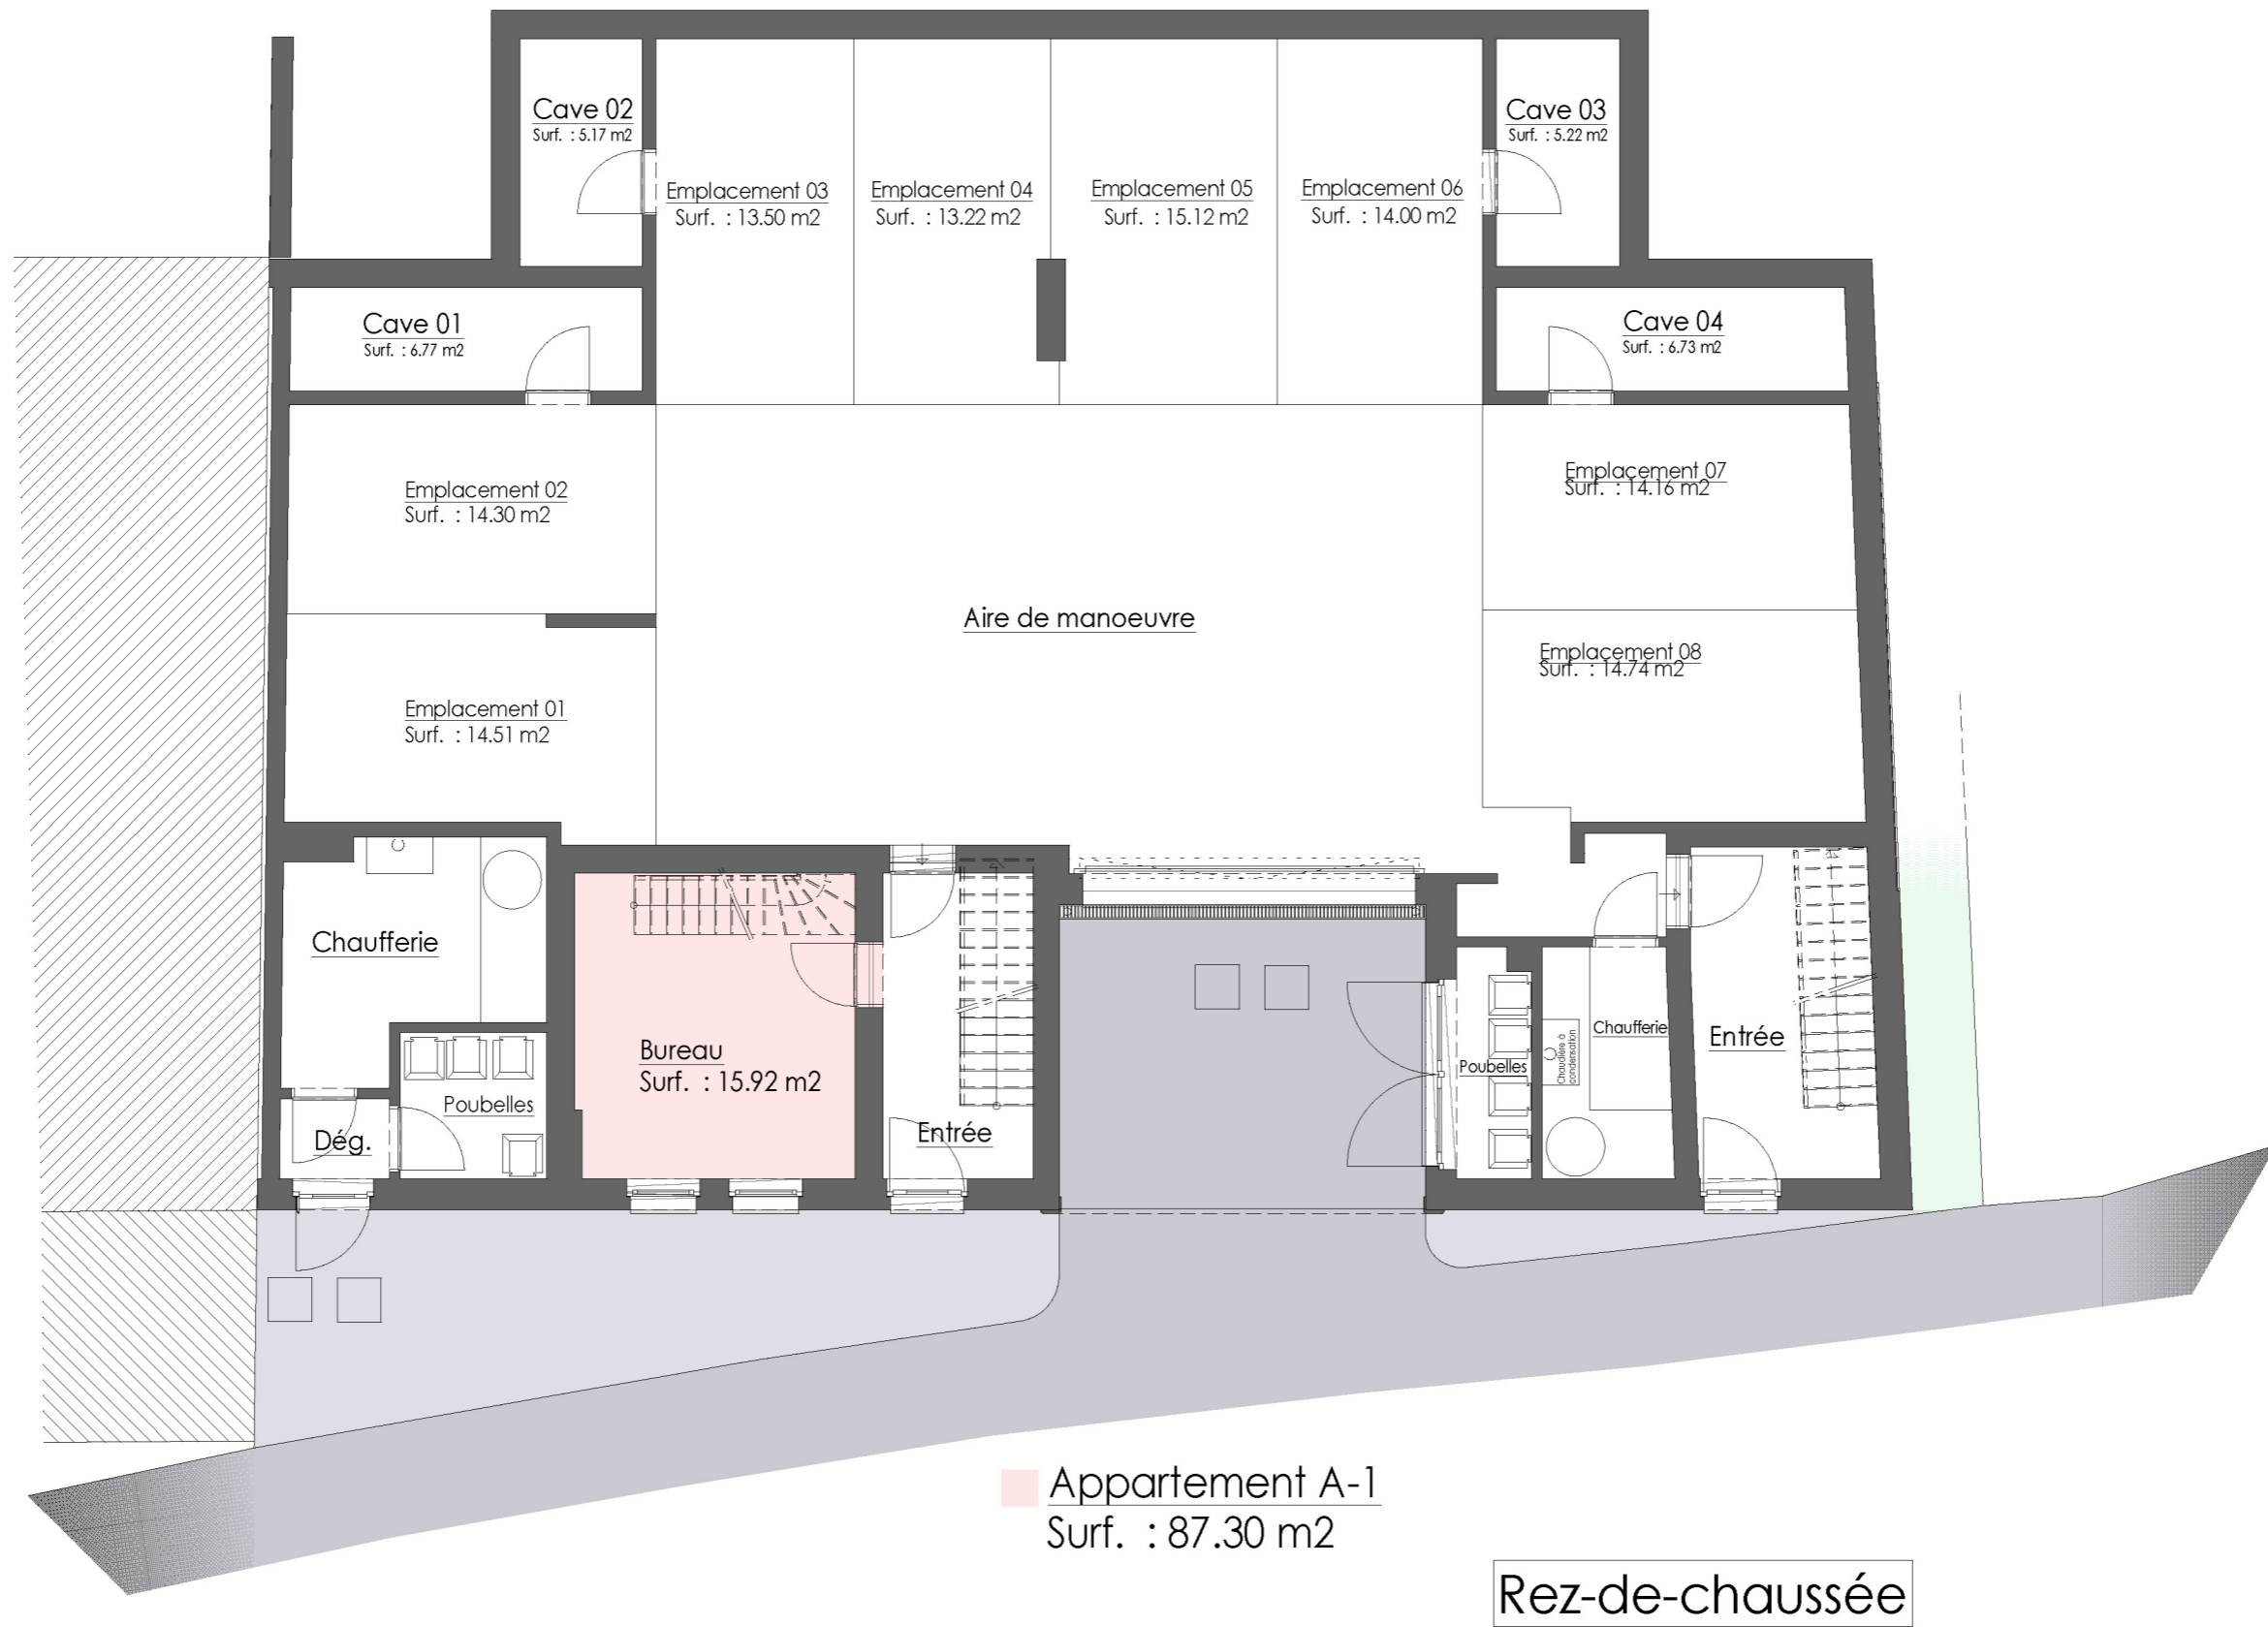 Cave 02
Surf. : 5.17 m2
Cave 03
Surf. : 5.22 m2
Emplacement 03
Surf. : 13.50 m2
Emplacement 04
Surf. : 13.22 m2
Emplacement 05
Surf. : 15.12 m2
Emplacement 06
Surf. : 14.00 m2
Cave 01
Surf. : 6.77 m2
Cave 04
Surf. : 6.73 m2
Emplacement 02
Surf. : 14.30 m2
Emplacement 07
Surf. : 14.16 m2
Aire de manoeuvre
Emplacement 08
Surf. : 14.74 m2
Emplacement 01
Surf. : 14.51 m2
Chaufferie
Bureau
Surf. : 15.92 m2
Poubelles
Dég.
Entrée
Poubelles
Chaudière à
condensation
Chaufferie
Entrée
Appartement A-1
Surf. : 87.30 m2
Rez-de-chaussée